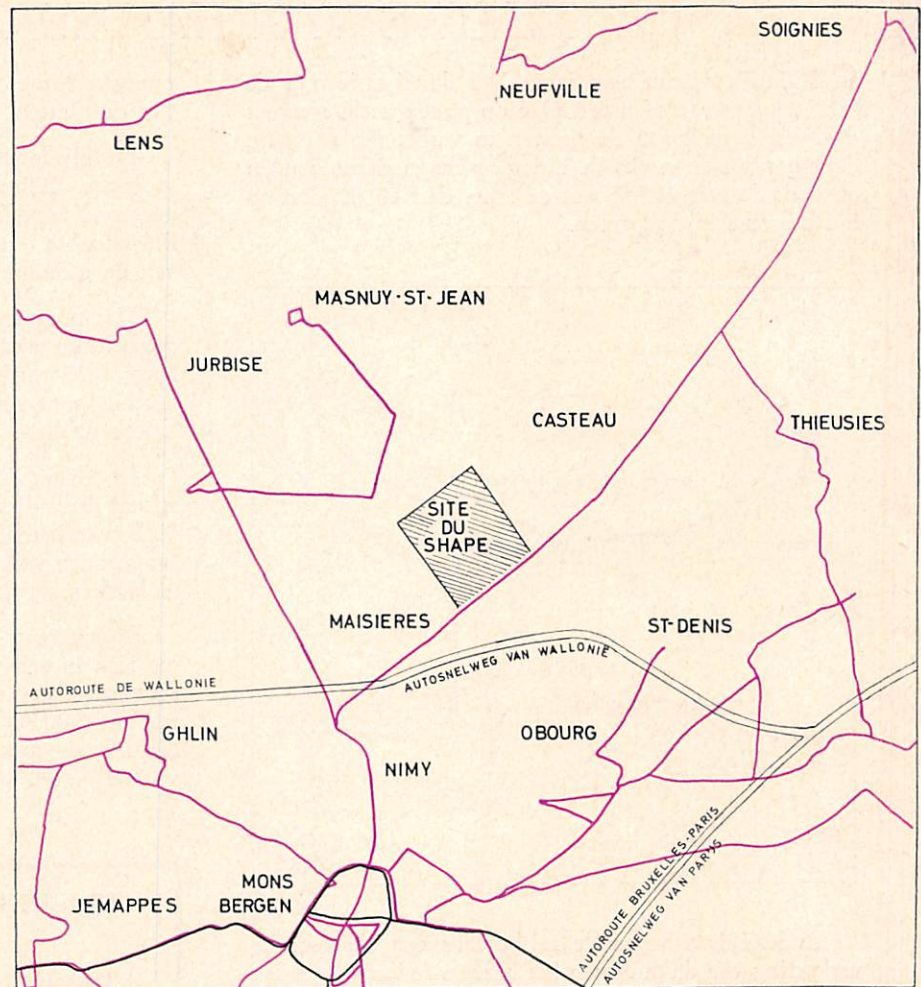 SOIGNIES
NEUFVILLE
LENS
MASNUY-ST-JEAN
JURBISE
CASTEAU
THIEUSIES
SITE
DU
SHAPE
MAISIERES
ST-DENIS
AUTOROUTE DE WALLONIE
AUTOSNELWEG VAN WALLONIË
GHLIN
OBOURG
NIMY
MONS
BERGEN
JEMAPPES
AUTOROUTE BRUXELLES-PARIS
AUTOSNELWEG VAN PARIJS